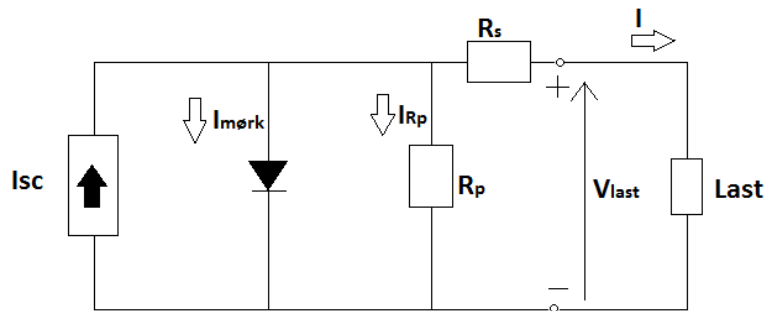 I
Rs
+
Imørk
IRp
Isc
Rp
Vlast
Last
−